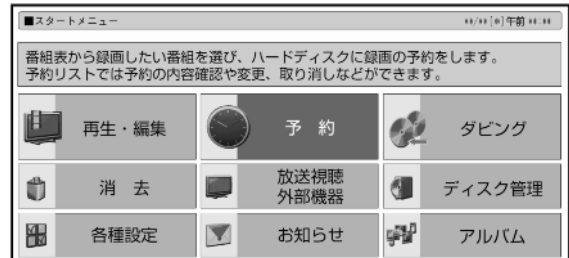 ■スタートメニュー
**/**[*]午前 **:**
番組表から録画したい番組を選び、ハードディスクに録画の予約をします。
予約リストでは予約の内容確認や変更、取り消しなどができます。
再生・編集
予 約
ダビング
消 去
放送視聴
外部機器
ディスク管理
各種設定
お知らせ
アルバム